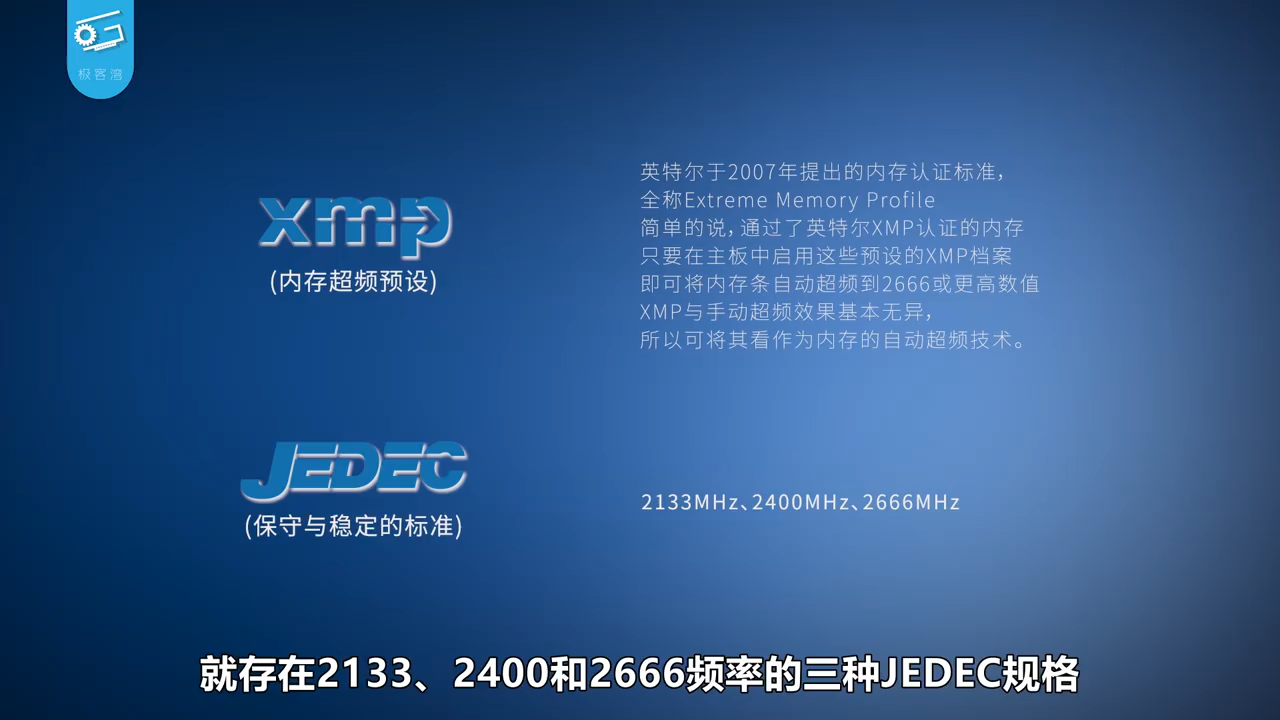 极客湾
xmp
(内存超频预设)
英特尔于2007年提出的内存认证标准，
全称Extreme Memory Profile
简单的说，通过了英特尔XMP认证的内存
只要在主板中启用这些预设的XMP档案
即可将内存条自动超频到2666或更高数值
XMP与手动超频效果基本无异，
所以可将其看作为内存的自动超频技术。
JEDEC
(保守与稳定的标准)
2133MHz、2400MHz、2666MHz
就存在2133、2400和2666频率的三种JEDEC规格